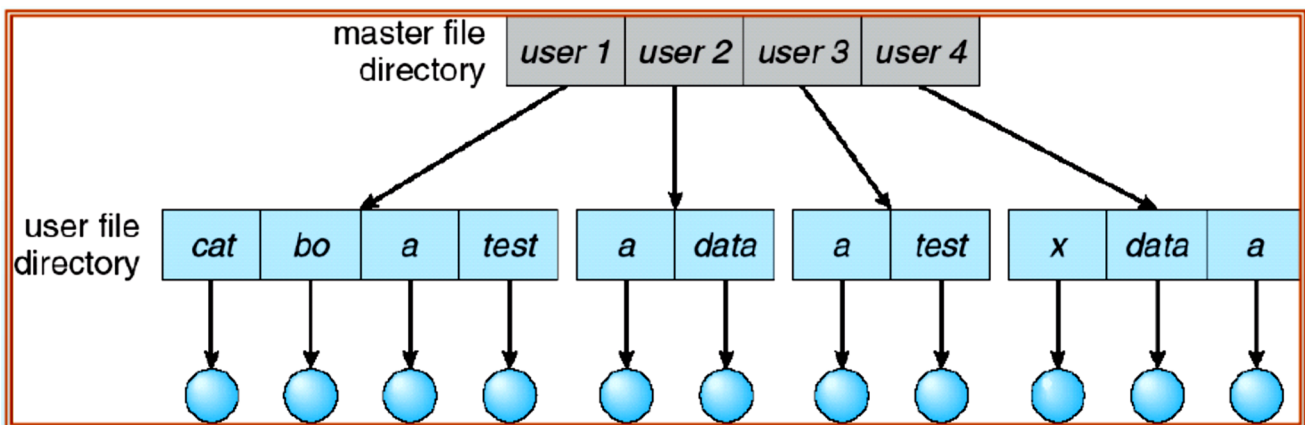 master file
directory
user 1 user 2 user 3 user 4
user file
directory
cat bo a test a data a test x data a